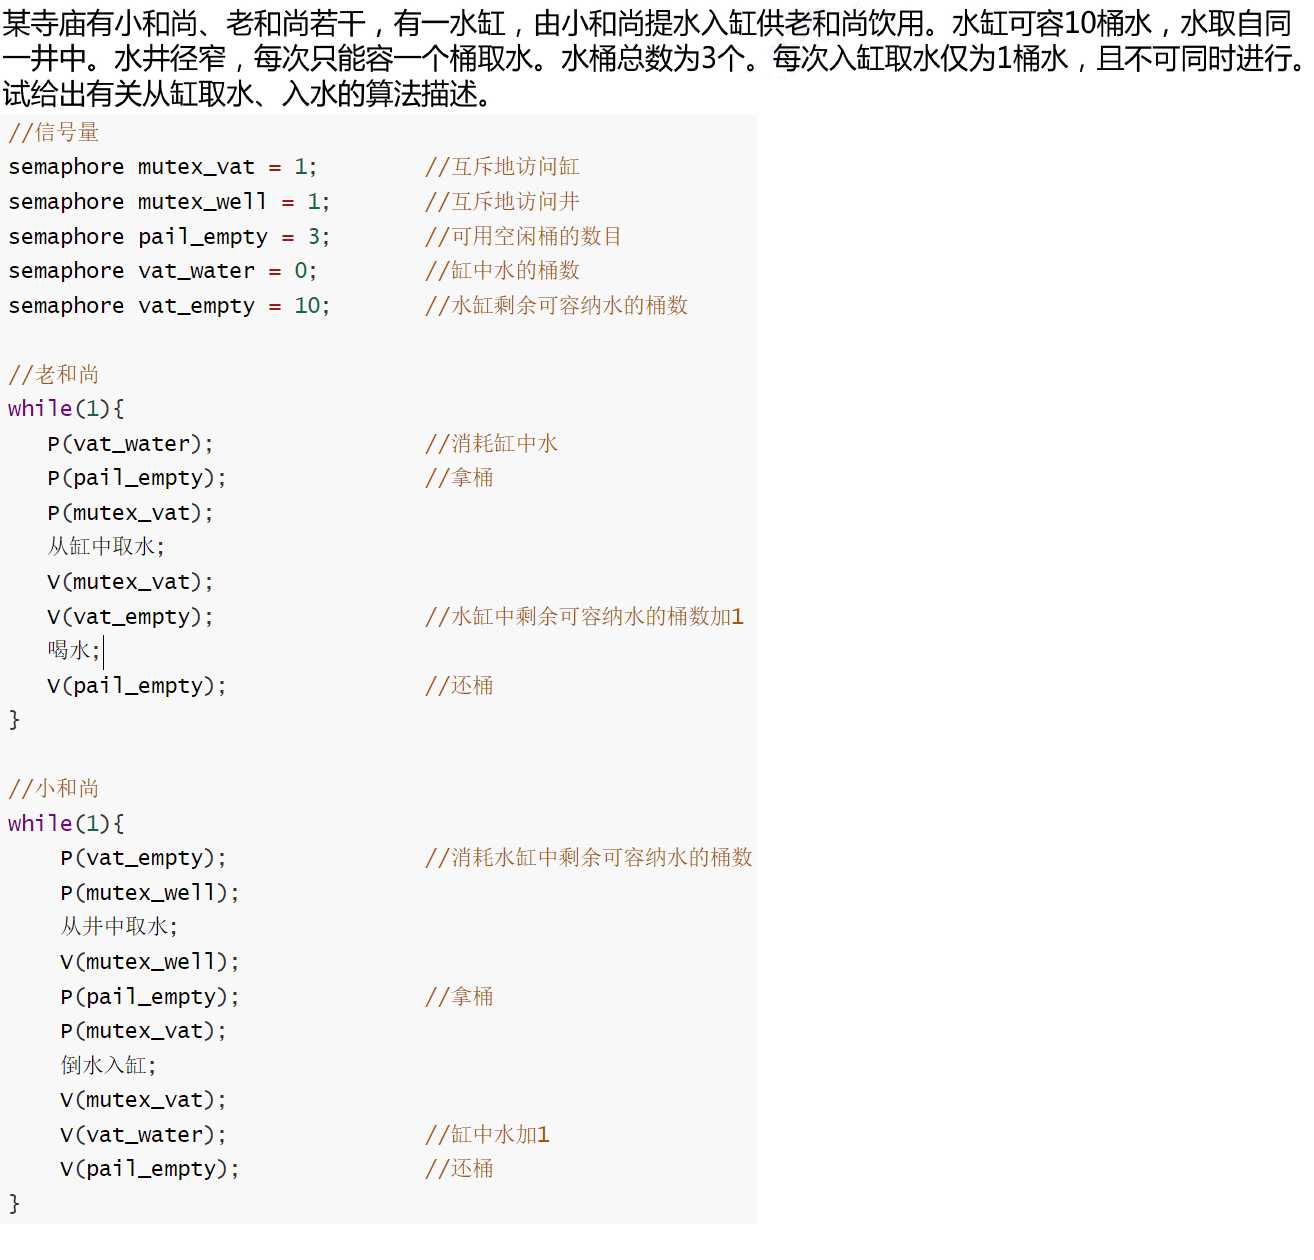 某寺庙有小和尚、老和尚若干，有一水缸，由小和尚提水入缸供老和尚饮用。水缸可容10桶水，水取自同
一井中。水井径窄，每次只能容一个桶取水。水桶总数为3个。每次入缸取水仅为1桶水，且不可同时进行。
试给出有关从缸取水、入水的算法描述。
//信号量
semaphore mutex_vat = 1; //互斥地访问缸
semaphore mutex_well = 1; //互斥地访问井
semaphore pail_empty = 3; //可用空闲桶的数目
semaphore vat_water = 0; //缸中水的桶数
semaphore vat_empty = 10; //水缸剩余可容纳水的桶数
//老和尚
while(1){
P(vat_water); //消耗缸中水
P(pail_empty); //拿桶
P(mutex_vat);
从缸中取水;
V(mutex_vat);
V(vat_empty); //水缸中剩余可容纳水的桶数加1
喝水;
V(pail_empty); //还桶
}
//小和尚
while(1){
P(vat_empty); //消耗水缸中剩余可容纳水的桶数
P(mutex_well);
从井中取水;
V(mutex_well);
P(pail_empty); //拿桶
P(mutex_vat);
倒水入缸;
V(mutex_vat);
V(vat_water); //缸中水加1
V(pail_empty); //还桶
}